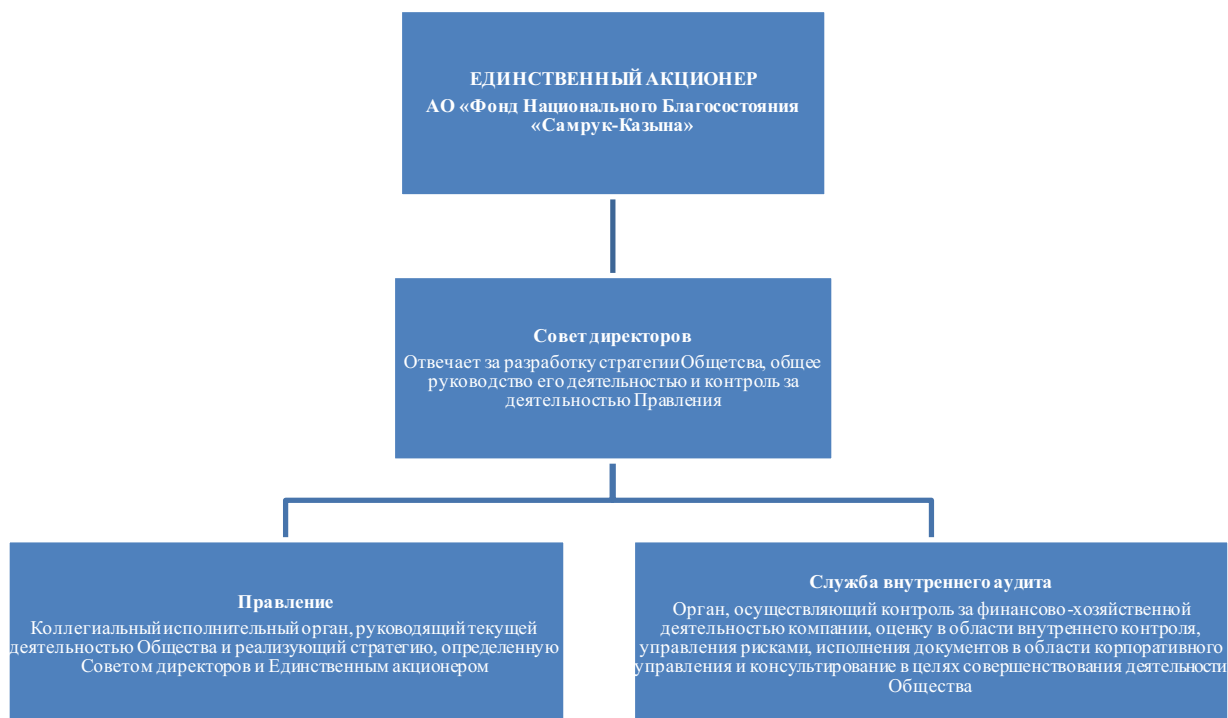 ЕДИНСТВЕННЫЙ АКЦИОНЕР
АО «Фонд Национального Благосостояния
«Самрук-Казына»
Совет директоров
Отвечает за разработку стратегии Общетсва, общее
руководство его деятельностью и контроль за
деятельностью Правления
Правление
Коллегиальный исполнительный орган, руководящий текущей
деятельностью Общества и реализующий стратегию, определенную
Советом директоров и Единственным акционером
Служба внутреннего аудита
Орган, осуществляющий контроль за финансово-хозяйственной
деятельностью компании, оценку в области внутреннего контроля,
управления рисками, исполнения документов в области корпоративного
управления и консультирование в целях совершенствования деятельности
Общества